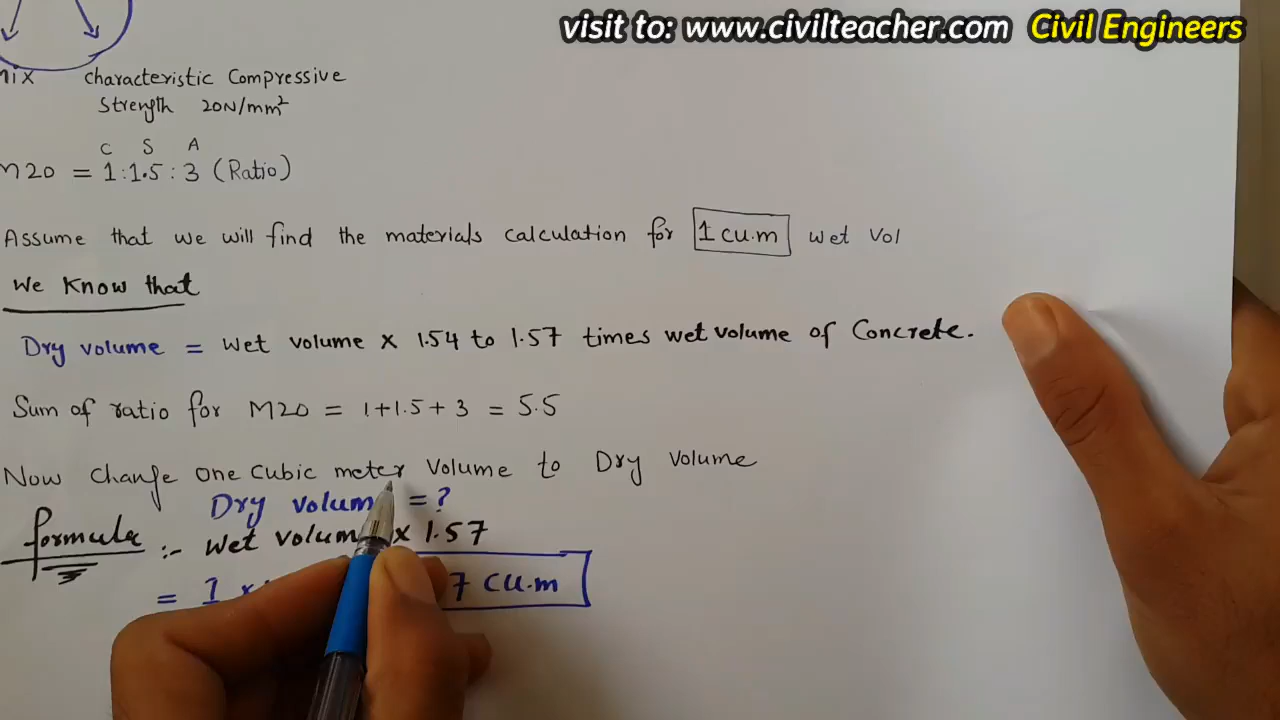 visit to: www.civilteacher.com Civil Engineers
characteristic Compressive
Strength 20N/mm²
C S A
M20 = 1:1.5:3 (Ratio)
Assume that we will find the materials calculation for 1 cu.m wet Vol
We Know that
Dry volume = wet volume x 1.54 to 1.57 times wet volume of Concrete.
Sum of ratio for M20 = 1+1.5+3 = 5.5
Now Change One Cubic meter Volume to Dry Volume
Dry volum = ?
formula :- wet volum x 1.57
= 1 x 7 cu.m